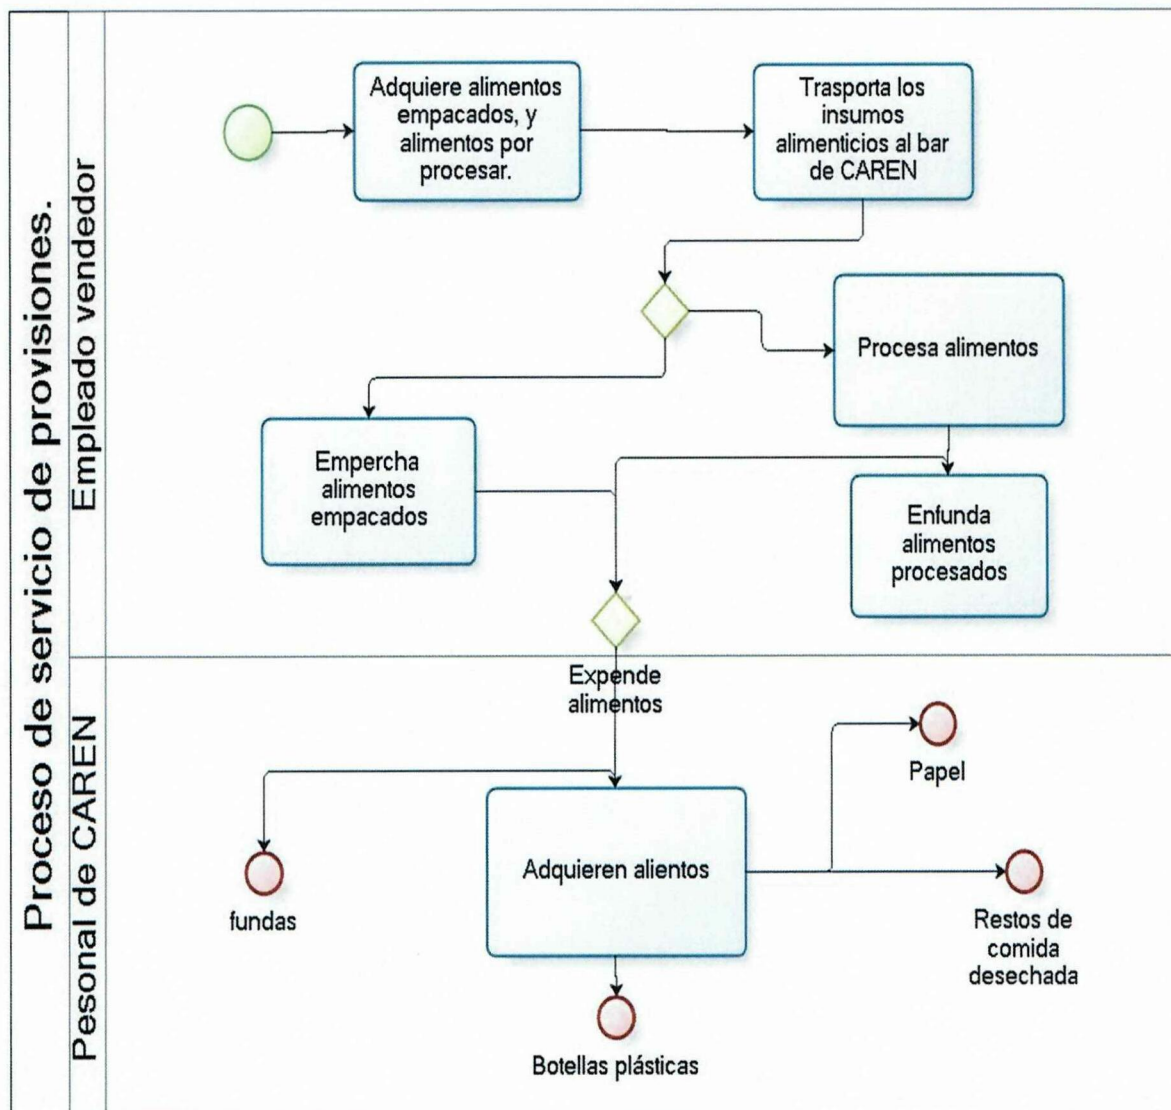 Proceso de servicio de provisiones.
Empleado vendedor
Adquiere alimentos
empacados, y
alimentos por
procesar.
Trasporta los
insumos
alimenticios al bar
de CAREN
Procesa alimentos
Empercha
alimentos
empacados
Enfunda
alimentos
procesados
Expende
alimentos
Pesonal de CAREN
Papel
Adquieren alientos
fundas
Restos de
comida
desechada
Botellas plásticas